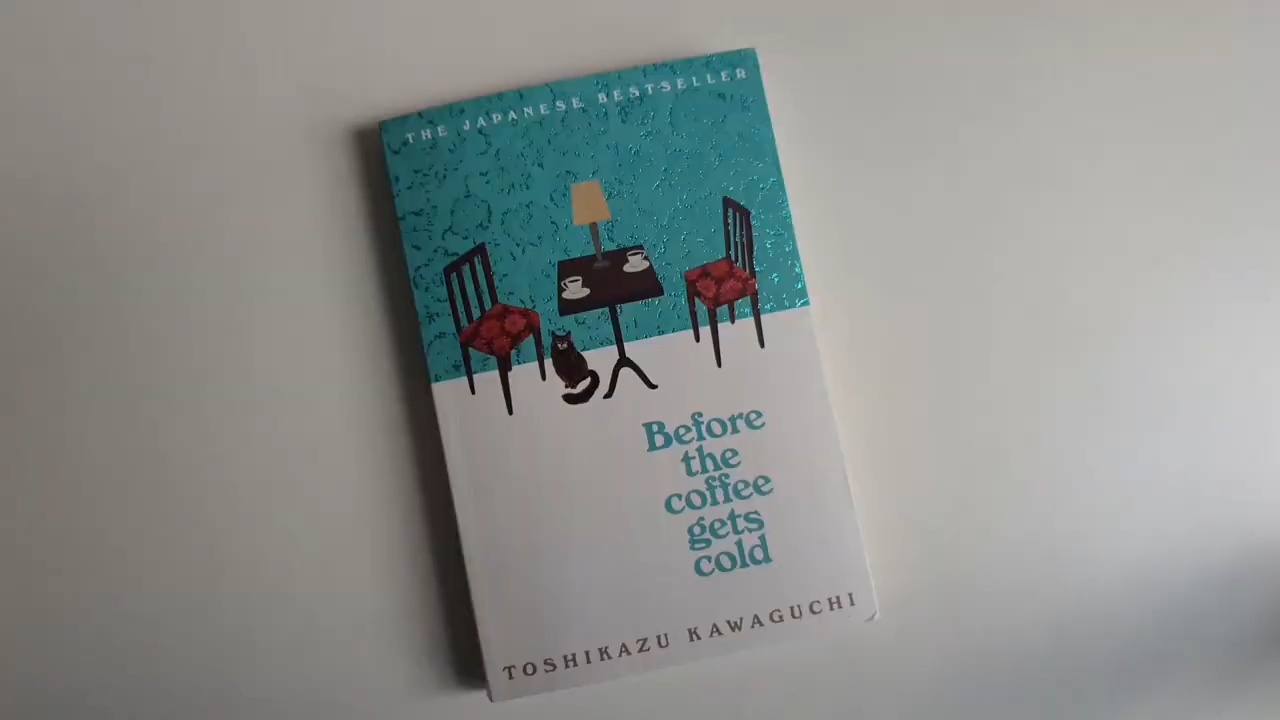 THE JAPANESE BESTSELLER
Before
the
coffee
gets
cold
TOSHIKAZU KAWAGUCHI